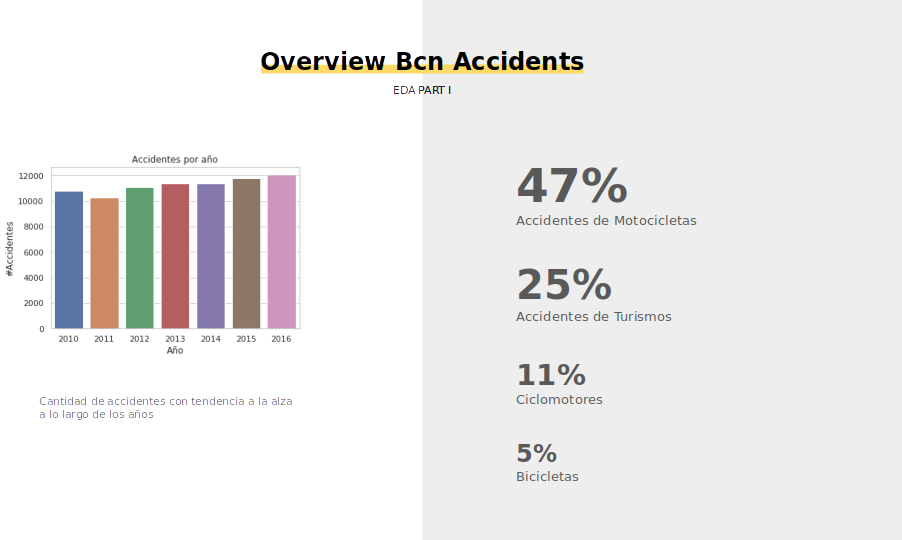 Overview Bcn Accidents
EDA PART I
Accidentes por año
12000
10000
8000
6000
4000
2000
0
#Accidentes
2010 2011 2012 2013 2014 2015 2016
Año
Cantidad de accidentes con tendencia a la alza
a lo largo de los años
47%
Accidentes de Motocicletas
25%
Accidentes de Turismos
11%
Ciclomotores
5%
Bicicletas